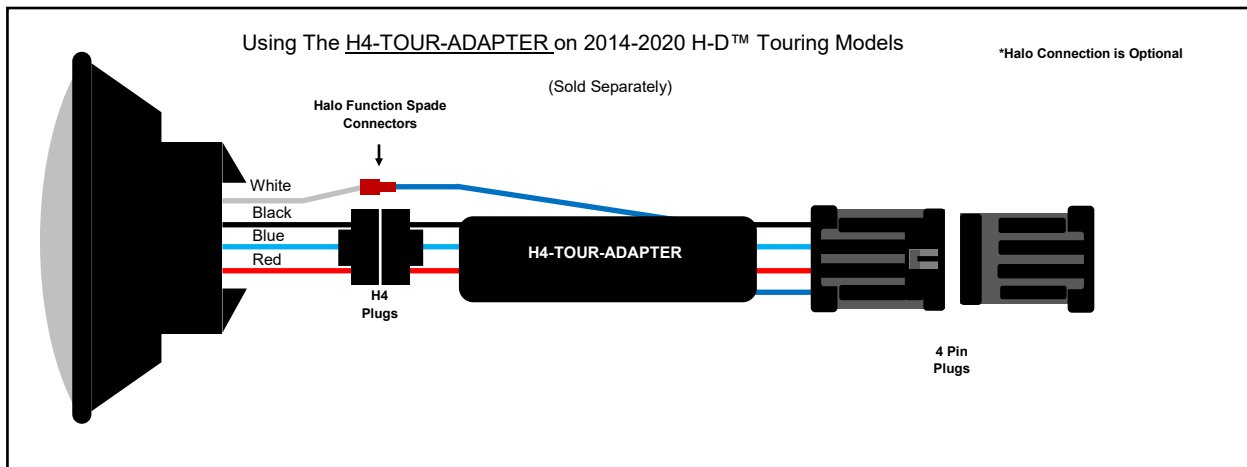 Using The H4-TOUR-ADAPTER on 2014-2020 H-D™ Touring Models
*Halo Connection is Optional
(Sold Separately)
Halo Function Spade
Connectors
White
Black
Blue
Red
H4-TOUR-ADAPTER
H4
Plugs
4 Pin
Plugs